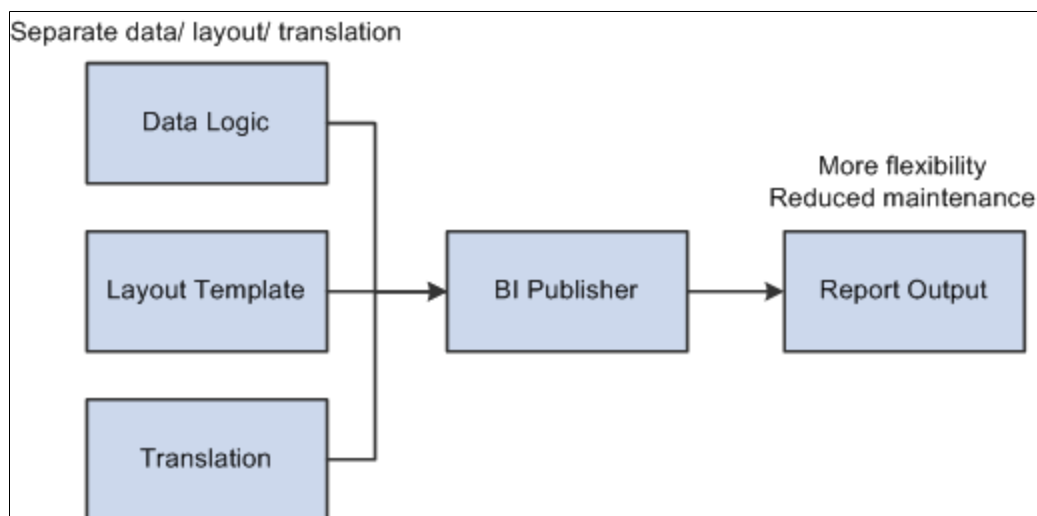 Separate data/ layout/ translation
Data Logic
More flexibility
Reduced maintenance
Layout Template
BI Publisher
Report Output
Translation